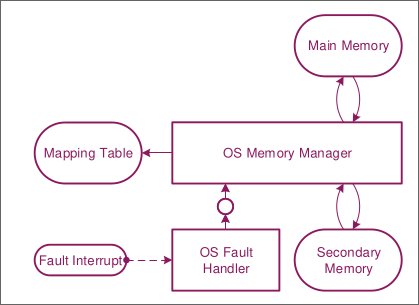 Main Memory
Mapping Table
OS Memory Manager
Fault Interrupt
OS Fault
Handler
Secondary
Memory